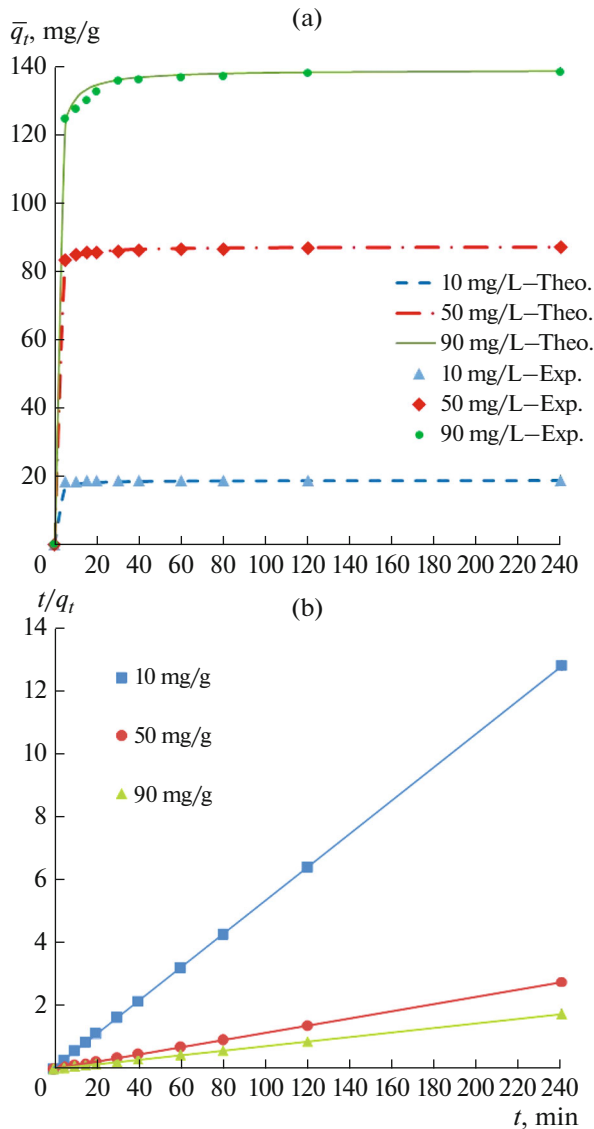 (a)
q̅t, mg/g
140
120
100
80
60
40
20
10 mg/L–Theo.
50 mg/L–Theo.
90 mg/L–Theo.
10 mg/L–Exp.
50 mg/L–Exp.
90 mg/L–Exp.
0 20 40 60 80 100 120 140 160 180 200 220 240
t/qt
(b)
14
12
10
8
6
4
2
10 mg/g
50 mg/g
90 mg/g
0 20 40 60 80 100 120 140 160 180 200 220 240
t, min